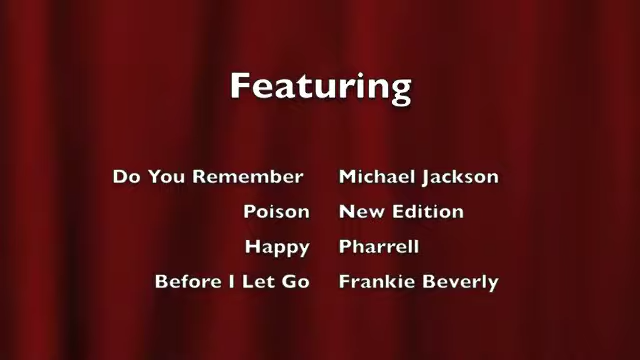 Featuring
Do You Remember Michael Jackson
Poison New Edition
Happy Pharrell
Before I Let Go Frankie Beverly